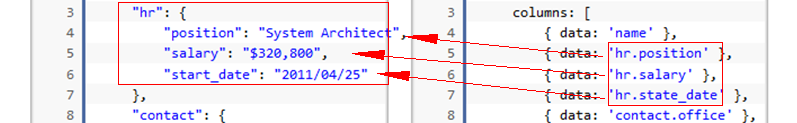 3 "hr": {
4 "position": "System Architect",
5 "salary": "$320,800",
6 "start_date": "2011/04/25"
7 },
8 "contact": {
3 columns: [
4 { data: 'name' },
5 { data: 'hr.position' },
6 { data: 'hr.salary' },
7 { data: 'hr.state_date' },
8 { data: 'contact.office' },